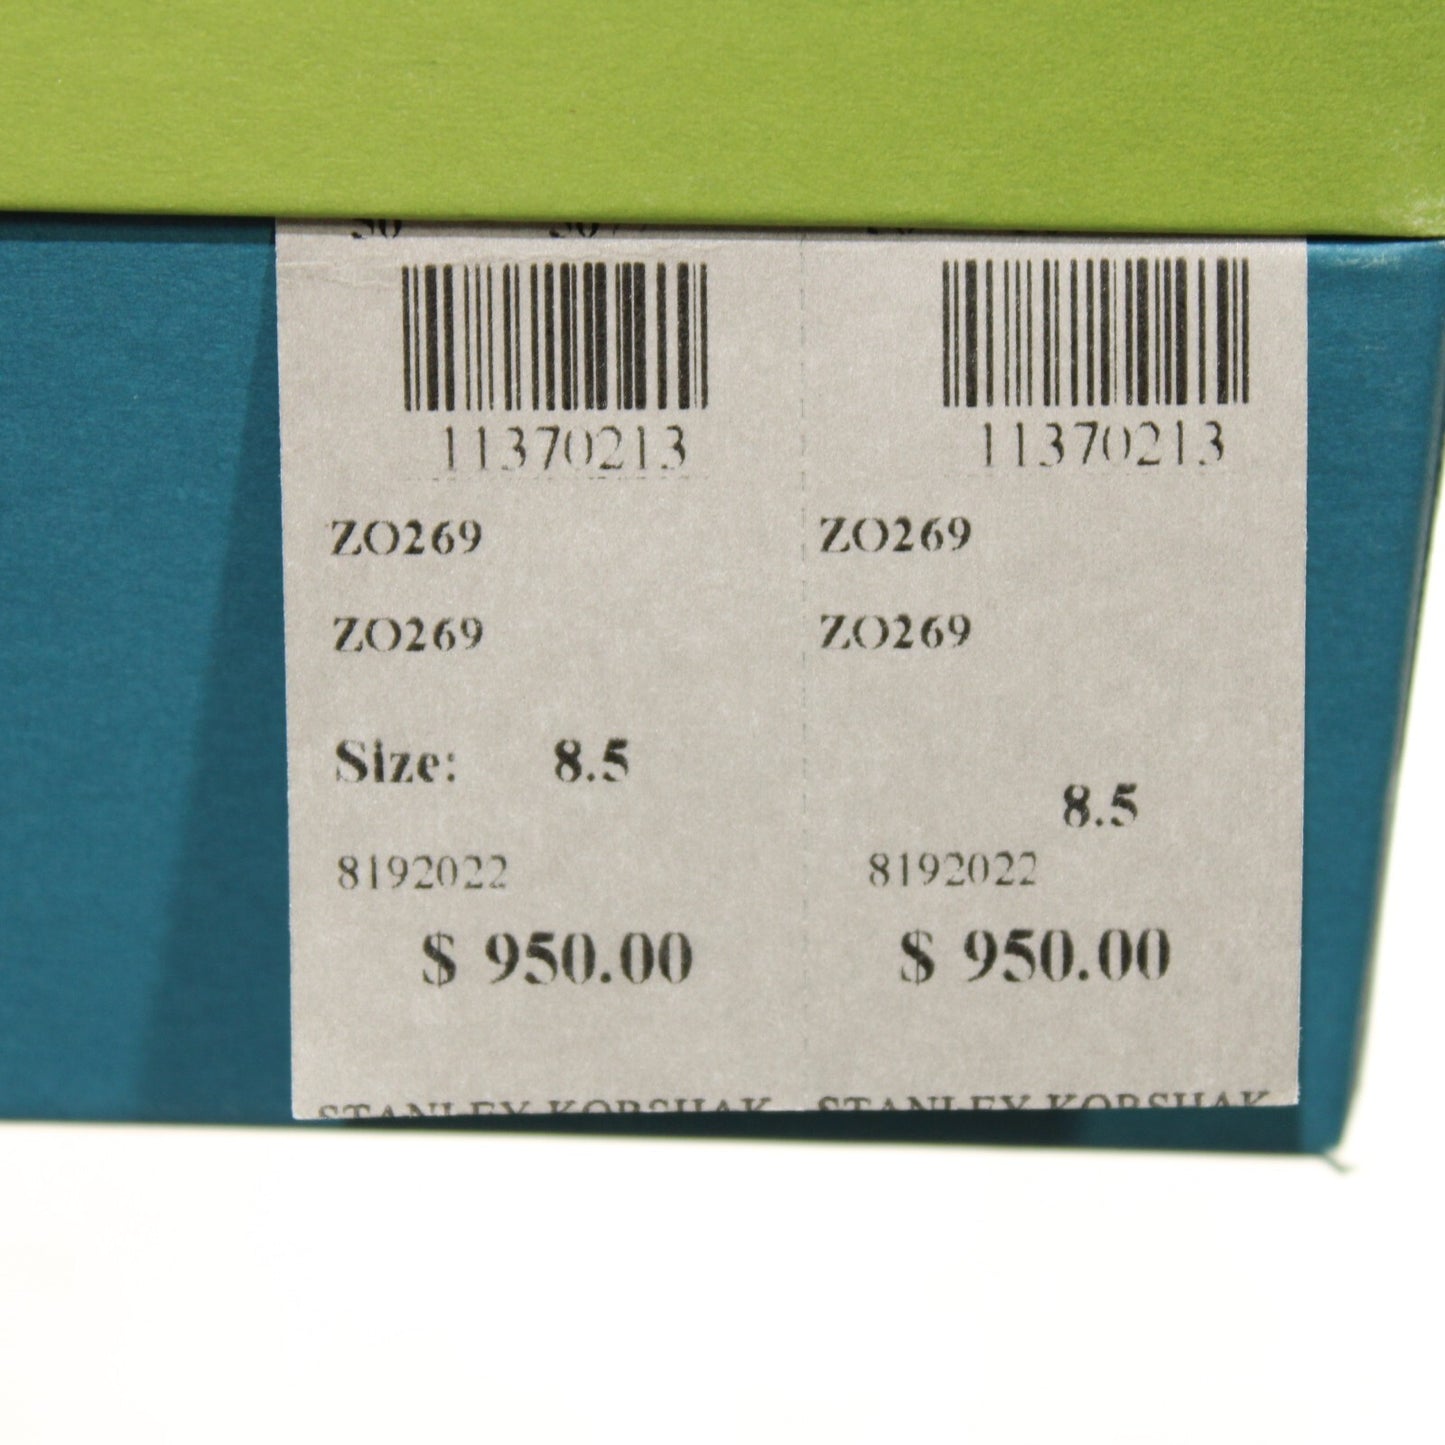 11370213
ZO269
ZO269
Size: 8.5
8192022
$ 950.00
STANLEY KORSHAK
11370213
ZO269
ZO269
8.5
8192022
$ 950.00
STANLEY KORSHAK